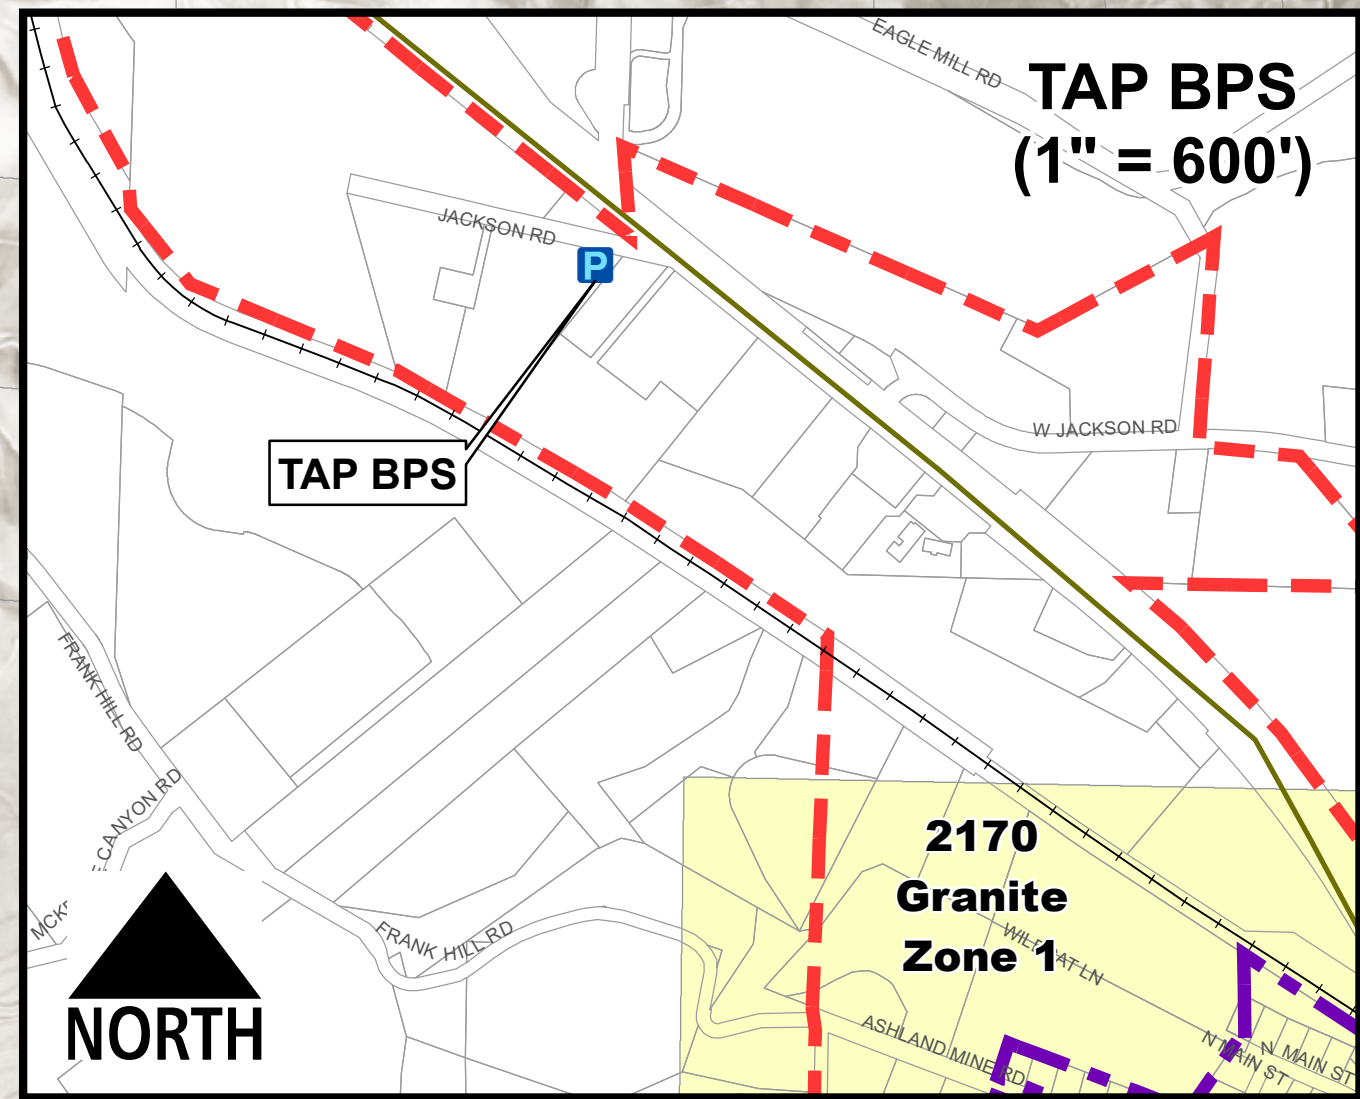 EAGLE MILL RD
TAP BPS
(1" = 600')
JACKSON RD
P
W JACKSON RD
TAP BPS
FRANK HILL RD
CANYON RD
2170
Granite
Zone 1
FRANK HILL RD
WILDCAT LN
ASHLAND MINE RD
N MAIN ST
N MAIN ST
NORTH